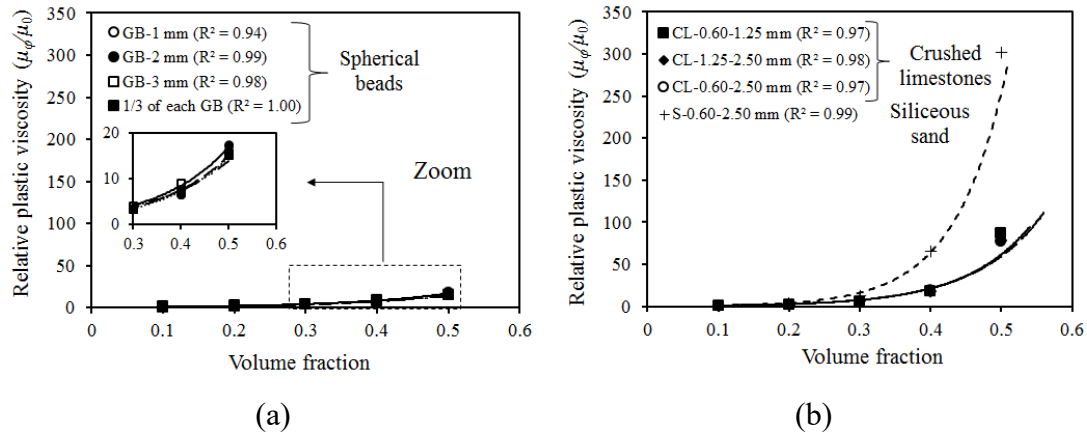 Relative plastic viscosity (μφ/μ0)
350
300
250
200
150
100
50
0
GB-1 mm (R² = 0.94)
GB-2 mm (R² = 0.99)
GB-3 mm (R² = 0.98)
1/3 of each GB (R² = 1.00)
Spherical
beads
20
10
0
0.3 0.4 0.5 0.6
Zoom
0 0.1 0.2 0.3 0.4 0.5 0.6
Volume fraction
(a)
Relative plastic viscosity (μφ/μ0)
350
300
250
200
150
100
50
0
CL-0.60-1.25 mm (R² = 0.97)
CL-1.25-2.50 mm (R² = 0.98)
CL-0.60-2.50 mm (R² = 0.97)
S-0.60-2.50 mm (R² = 0.99)
Crushed
limestones
Siliceous
sand
0 0.1 0.2 0.3 0.4 0.5 0.6
Volume fraction
(b)